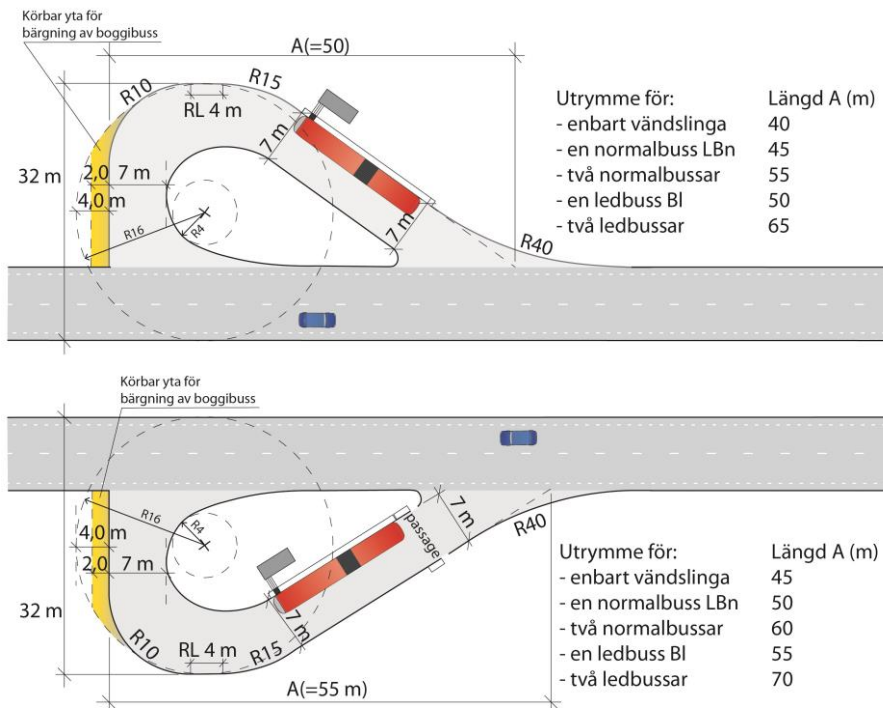 Körbar yta för
bärgning av boggibuss
A(=50)
R10
R15
RL 4 m
7 m
32 m
2,0
7 m
4,0 m
R16
R4
7 m
R40
Utrymme för: Längd A (m)
- enbart vändslinga 40
- en normalbuss LBn 45
- två normalbussar 55
- en ledbuss Bl 50
- två ledbussar 65
Körbar yta för
bärgning av boggibuss
R16
R4
4,0 m
2,0
7 m
32 m
passage
7 m
R40
7 m
R10
RL 4 m
R15
A(=55 m)
Utrymme för: Längd A (m)
- enbart vändslinga 45
- en normalbuss LBn 50
- två normalbussar 60
- en ledbuss Bl 55
- två ledbussar 70